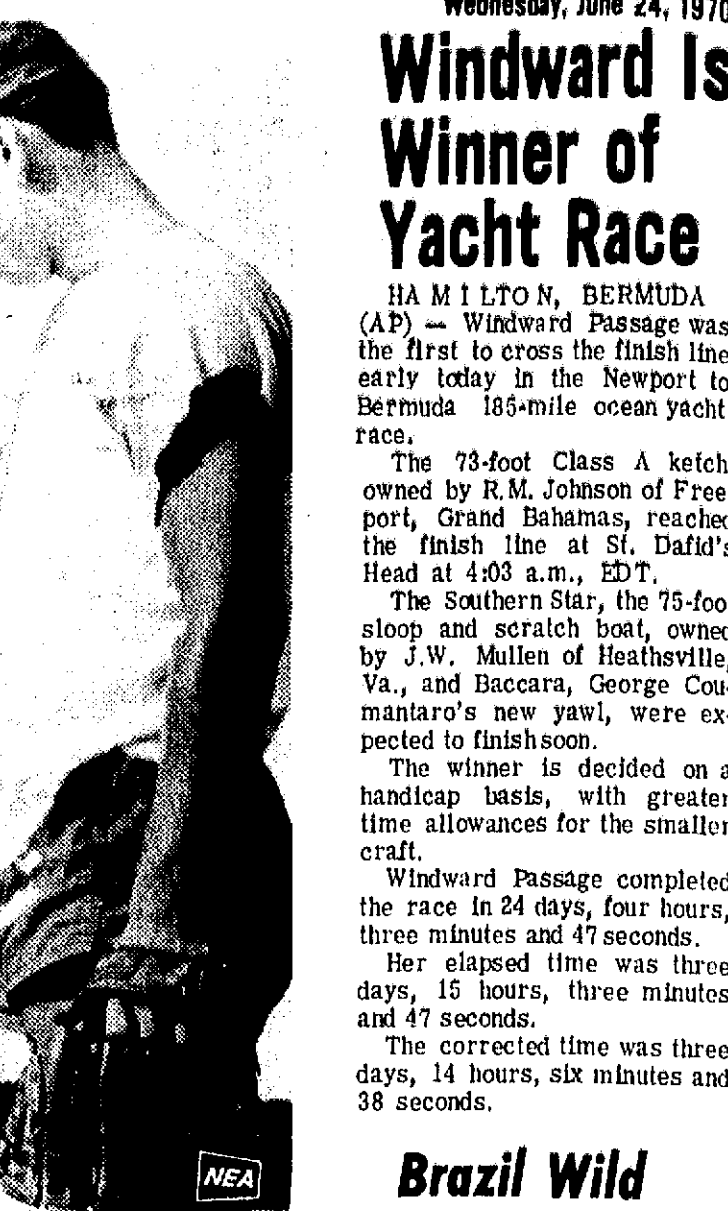 Wednesday, June 24, 1970
Windward Is
Winner of
Yacht Race
HAMILTON, BERMUDA
(AP) — Windward Passage was
the first to cross the finish line
early today in the Newport to
Bermuda 185-mile ocean yacht
race.
The 73-foot Class A ketch
owned by R.M. Johnson of Free
port, Grand Bahamas, reached
the finish line at St. Dafid's
Head at 4:03 a.m., EDT.
The Southern Star, the 75-foo
sloop and scratch boat, owned
by J.W. Mullen of Heathsville,
Va., and Baccara, George Cou-
mantaro's new yawl, were ex-
pected to finish soon.
The winner is decided on a
handicap basis, with greater
time allowances for the smaller
craft.
Windward Passage completed
the race in 24 days, four hours,
three minutes and 47 seconds.
Her elapsed time was three
days, 15 hours, three minutes
and 47 seconds.
The corrected time was three
days, 14 hours, six minutes and
38 seconds.
NEA
Brazil Wild